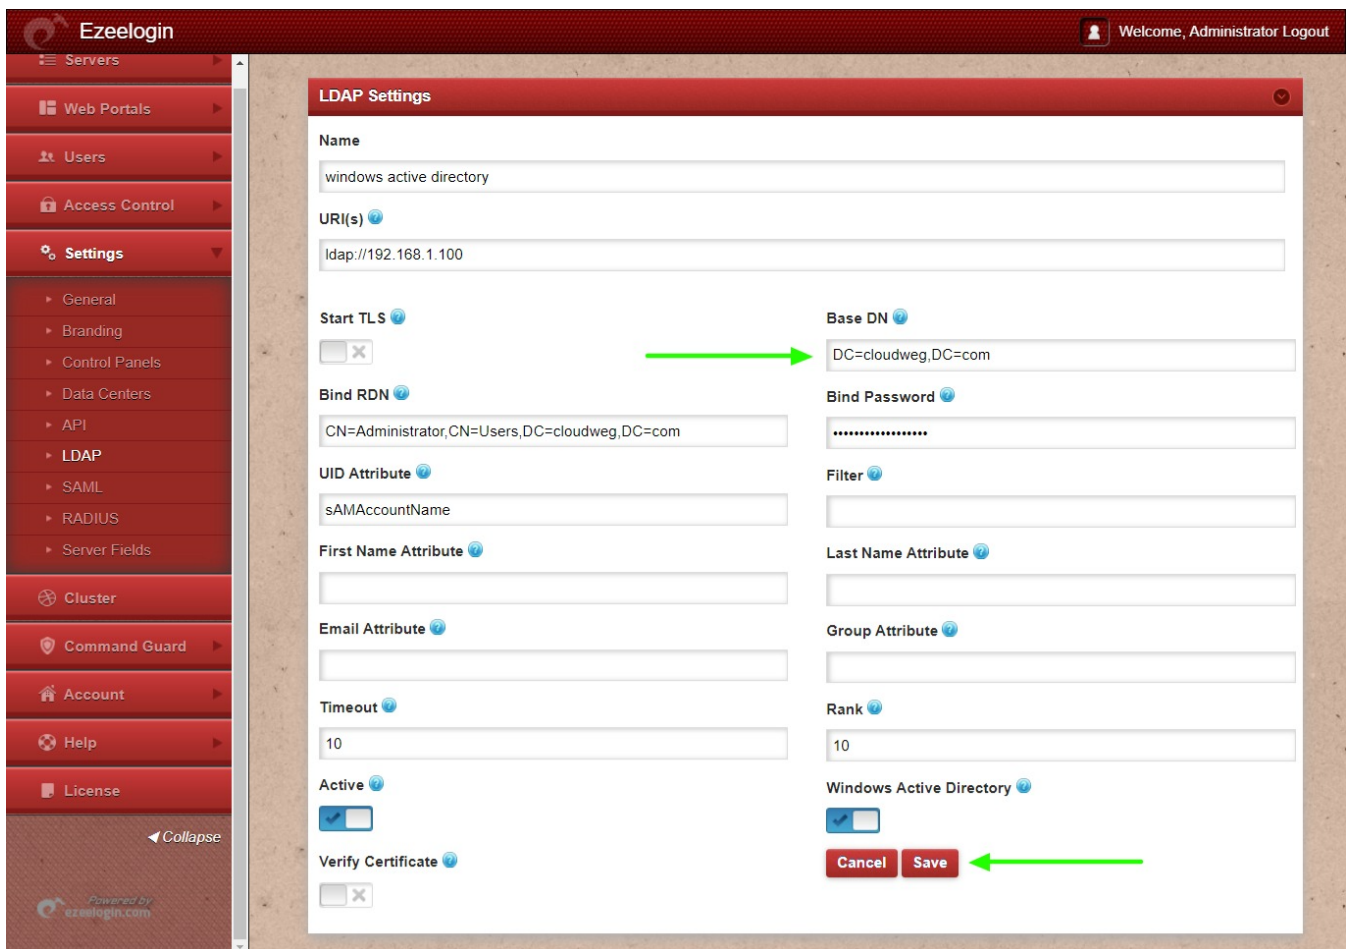 Ezeelogin
Welcome, Administrator Logout
Servers
Web Portals
Users
Access Control
Settings
General
Branding
Control Panels
Data Centers
API
LDAP
SAML
RADIUS
Server Fields
Cluster
Command Guard
Account
Help
License
Collapse
Powered by
ezeelogin.com
LDAP Settings
Name
windows active directory
URI(s)
ldap://192.168.1.100
Start TLS
Base DN
DC=cloudweg,DC=com
Bind RDN
Bind Password
CN=Administrator,CN=Users,DC=cloudweg,DC=com
••••••••••••••••••
UID Attribute
Filter
sAMAccountName
First Name Attribute
Last Name Attribute
Email Attribute
Group Attribute
Timeout
Rank
10
10
Active
Windows Active Directory
Verify Certificate
Cancel Save